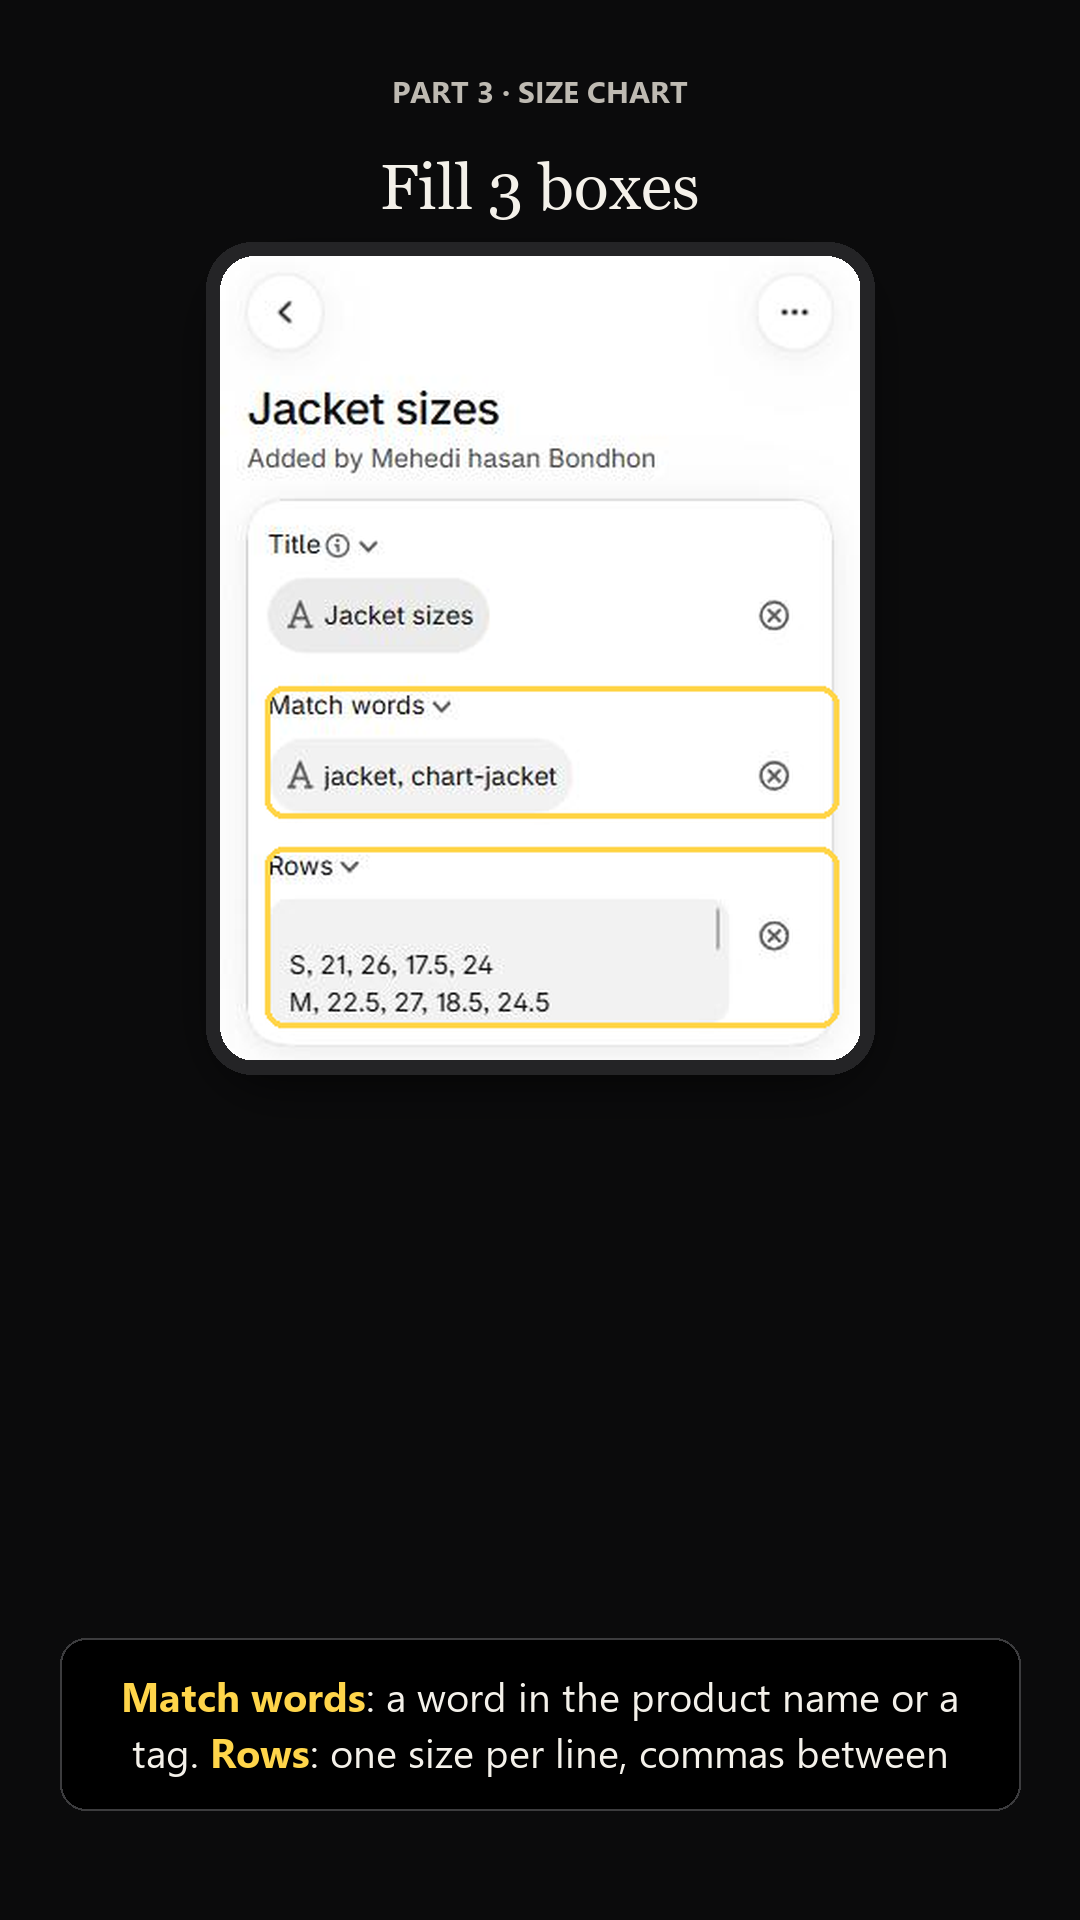 PART 3 · SIZE CHART
Fill 3 boxes
Jacket sizes
Added by Mehedi hasan Bondhon
Title
A Jacket sizes
Match words
A jacket, chart-jacket
Rows
S, 21, 26, 17.5, 24
M, 22.5, 27, 18.5, 24.5
Match words: a word in the product name or a
tag. Rows: one size per line, commas between